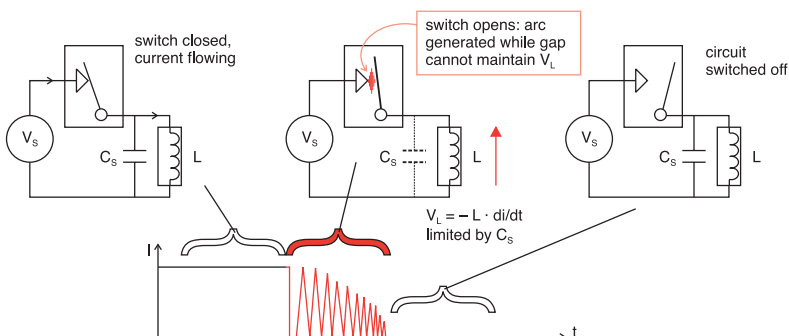 switch closed,
current flowing
switch opens: arc
generated while gap
cannot maintain VL
circuit
switched off
VS
CS
L
VS
CS
L
VS
CS
L
VL = – L · di/dt
limited by CS
I
t